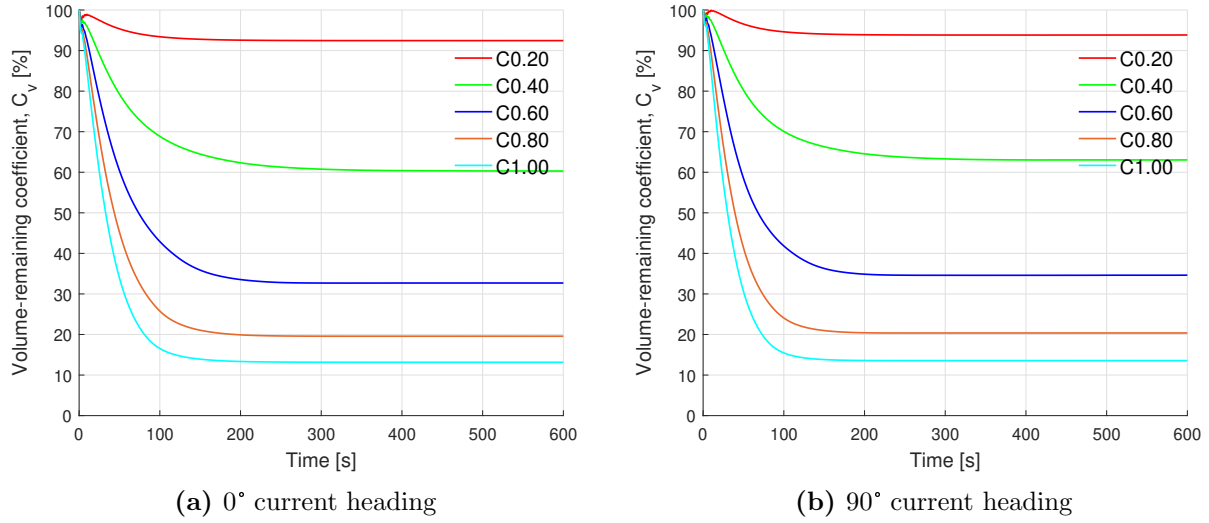 Volume-remaining coefficient, C_v [%]
100
90
80
70
60
50
40
30
20
10
0
C0.20
C0.40
C0.60
C0.80
C1.00
0 100 200 300 400 500 600
Time [s]
(a) 0° current heading
Volume-remaining coefficient, C_v [%]
100
90
80
70
60
50
40
30
20
10
0
C0.20
C0.40
C0.60
C0.80
C1.00
0 100 200 300 400 500 600
Time [s]
(b) 90° current heading